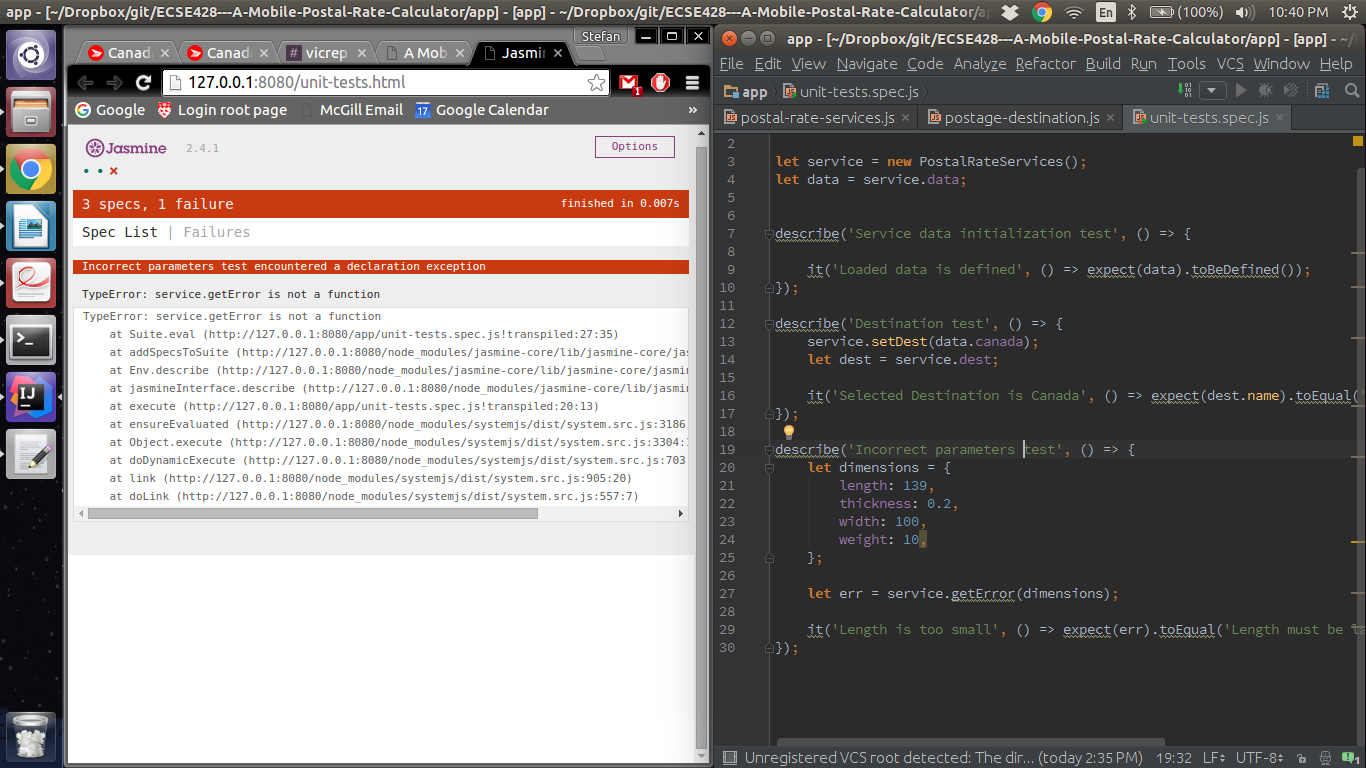 app - [~/Dropbox/git/ECSE428---A-Mobile-Postal-Rate-Calculator/app] - [app] - ~/Dropbox/git/ECSE428---A-Mobile-Postal-Rate-Calculator/ap
En (100%) 10:40 PM
Stefan
Canad
Canad
vicrep
A Mob
Jasmi
127.0.0.1:8080/unit-tests.html
1
Google Login root page McGill Email 17 Google Calendar »
Jasmine 2.4.1
Options
3 specs, 1 failure finished in 0.007s
Spec List | Failures
Incorrect parameters test encountered a declaration exception
TypeError: service.getError is not a function
TypeError: service.getError is not a function
at Suite.eval (http://127.0.0.1:8080/app/unit-tests.spec.js!transpiled:27:35)
at addSpecsToSuite (http://127.0.0.1:8080/node_modules/jasmine-core/lib/jasmine-core/jas
at Env.describe (http://127.0.0.1:8080/node_modules/jasmine-core/lib/jasmine-core/jasmin
at jasmineInterface.describe (http://127.0.0.1:8080/node_modules/jasmine-core/lib/jasmin
at execute (http://127.0.0.1:8080/app/unit-tests.spec.js!transpiled:20:13)
at ensureEvaluated (http://127.0.0.1:8080/node_modules/systemjs/dist/system.src.js:3186
at Object.execute (http://127.0.0.1:8080/node_modules/systemjs/dist/system.src.js:3304:
at doDynamicExecute (http://127.0.0.1:8080/node_modules/systemjs/dist/system.src.js:703
at link (http://127.0.0.1:8080/node_modules/systemjs/dist/system.src.js:905:20)
at doLink (http://127.0.0.1:8080/node_modules/systemjs/dist/system.src.js:557:7)
app - [~/Dropbox/git/ECSE428---A-Mobile-Postal-Rate-Calculator/app] - [app] - ~/
File Edit View Navigate Code Analyze Refactor Build Run Tools VCS Window Help
app unit-tests.spec.js
postal-rate-services.js × postage-destination.js × unit-tests.spec.js ×
2
3 let service = new PostalRateServices();
4 let data = service.data;
5
6
7 describe('Service data initialization test', () => {
8
9 it('Loaded data is defined', () => expect(data).toBeDefined());
10 });
11
12 describe('Destination test', () => {
13 service.setDest(data.canada);
14 let dest = service.dest;
15
16 it('Selected Destination is Canada', () => expect(dest.name).toEqual('
17 });
18
19 describe('Incorrect parameters test', () => {
20 let dimensions = {
21 length: 139,
22 thickness: 0.2,
23 width: 100,
24 weight: 10,
25 };
26
27 let err = service.getError(dimensions);
28
29 it('Length is too small', () => expect(err).toEqual('Length must be la
30 });
Unregistered VCS root detected: The dir... (today 2:35 PM) 19:32 LF UTF-8 1